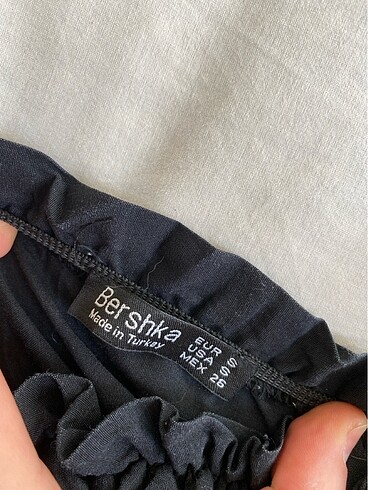 Bershka
Made in Turkey
EUR S
USA S
MEX 26